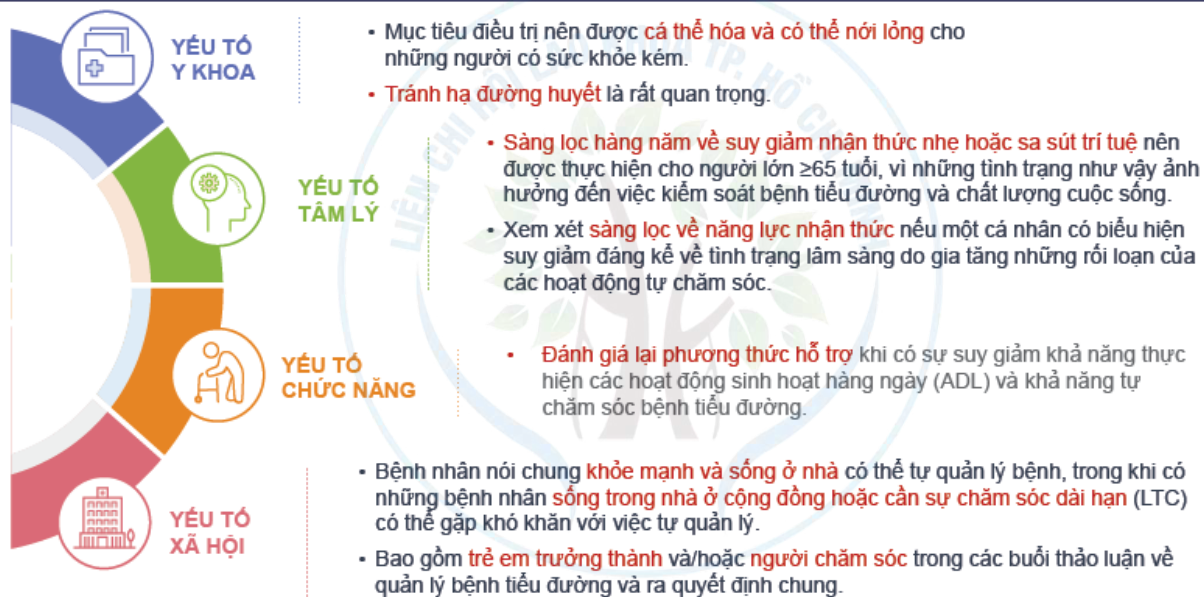 YẾU TỐ
Y KHOA
• Mục tiêu điều trị nên được cá thể hóa và có thể nới lỏng cho
những người có sức khỏe kém.
• Tránh hạ đường huyết là rất quan trọng.
YẾU TỐ
TÂM LÝ
• Sàng lọc hàng năm về suy giảm nhận thức nhẹ hoặc sa sút trí tuệ nên
được thực hiện cho người lớn ≥65 tuổi, vì những tình trạng như vậy ảnh
hưởng đến việc kiểm soát bệnh tiểu đường và chất lượng cuộc sống.
• Xem xét sàng lọc về năng lực nhận thức nếu một cá nhân có biểu hiện
suy giảm đáng kể về tình trạng lâm sàng do gia tăng những rối loạn của
các hoạt động tự chăm sóc.
YẾU TỐ
CHỨC NĂNG
• Đánh giá lại phương thức hỗ trợ khi có sự suy giảm khả năng thực
hiện các hoạt động sinh hoạt hàng ngày (ADL) và khả năng tự
chăm sóc bệnh tiểu đường.
YẾU TỐ
XÃ HỘI
• Bệnh nhân nói chung khỏe mạnh và sống ở nhà có thể tự quản lý bệnh, trong khi có
những bệnh nhân sống trong nhà ở cộng đồng hoặc cần sự chăm sóc dài hạn (LTC)
có thể gặp khó khăn với việc tự quản lý.
• Bao gồm trẻ em trưởng thành và/hoặc người chăm sóc trong các buổi thảo luận về
quản lý bệnh tiểu đường và ra quyết định chung.
LIÊN CHI HỘI LÃO KHOA TP. HỒ CHÍ MINH